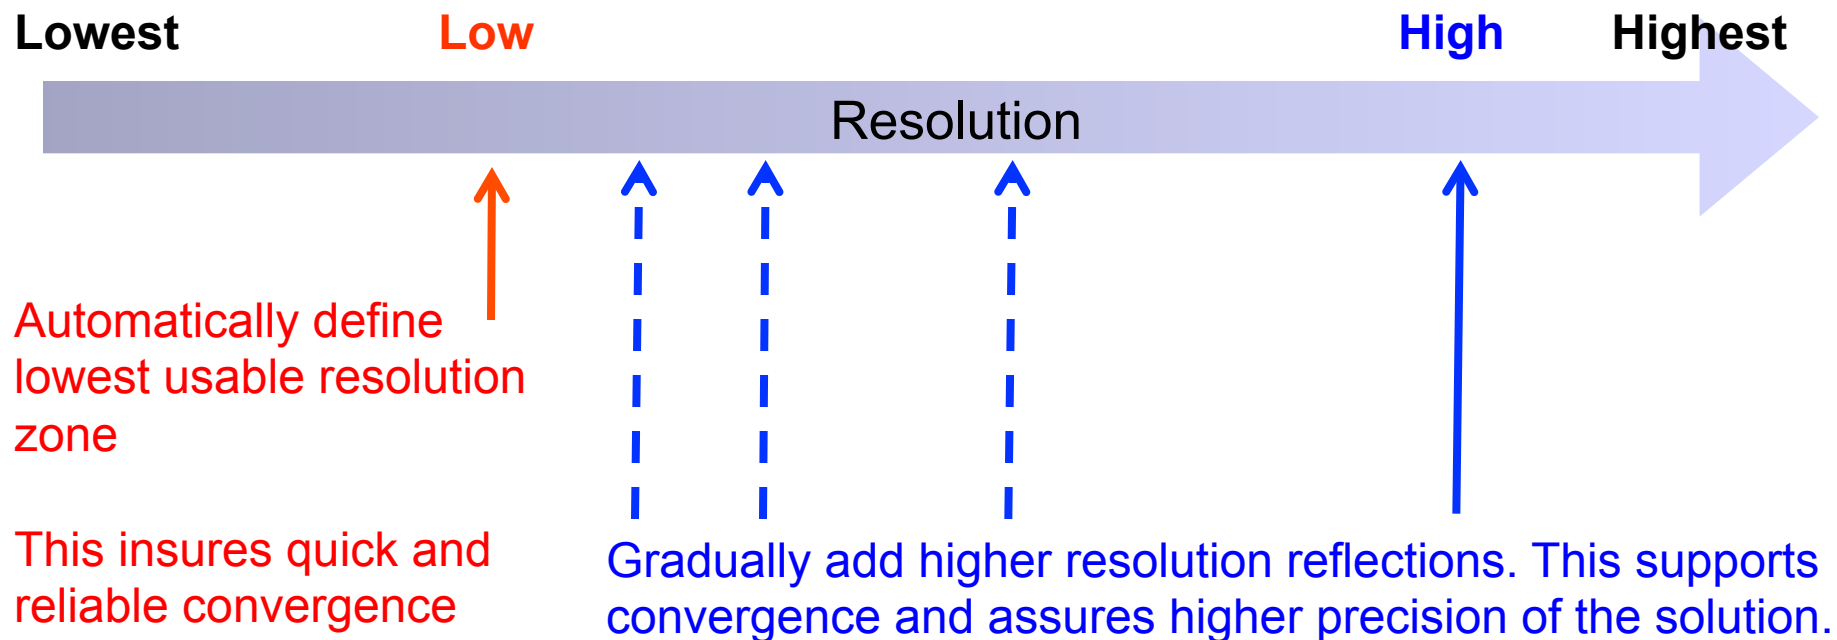 Lowest Low High Highest
Resolution
Automatically define
lowest usable resolution
zone
This insures quick and
reliable convergence
Gradually add higher resolution reflections. This supports
convergence and assures higher precision of the solution.